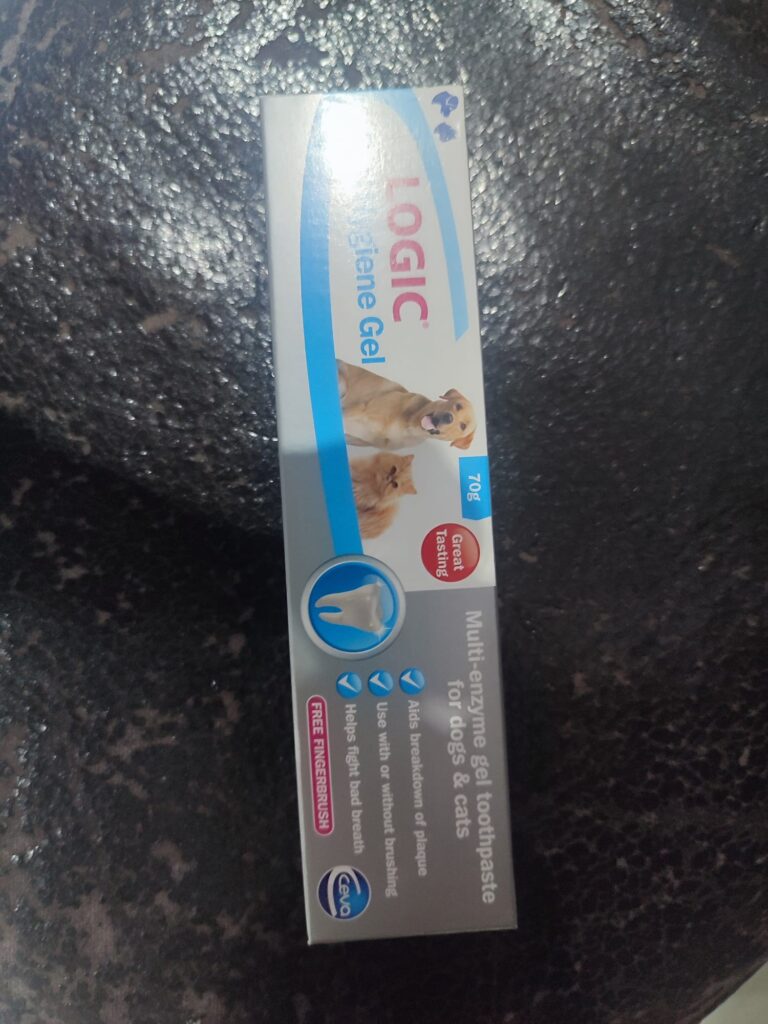 LOGIC®
giene Gel
70g
Great
Tasting
Multi-enzyme gel toothpaste
for dogs & cats
Aids breakdown of plaque
Use with or without brushing
Helps fight bad breath
FREE FINGERBRUSH
Ceva